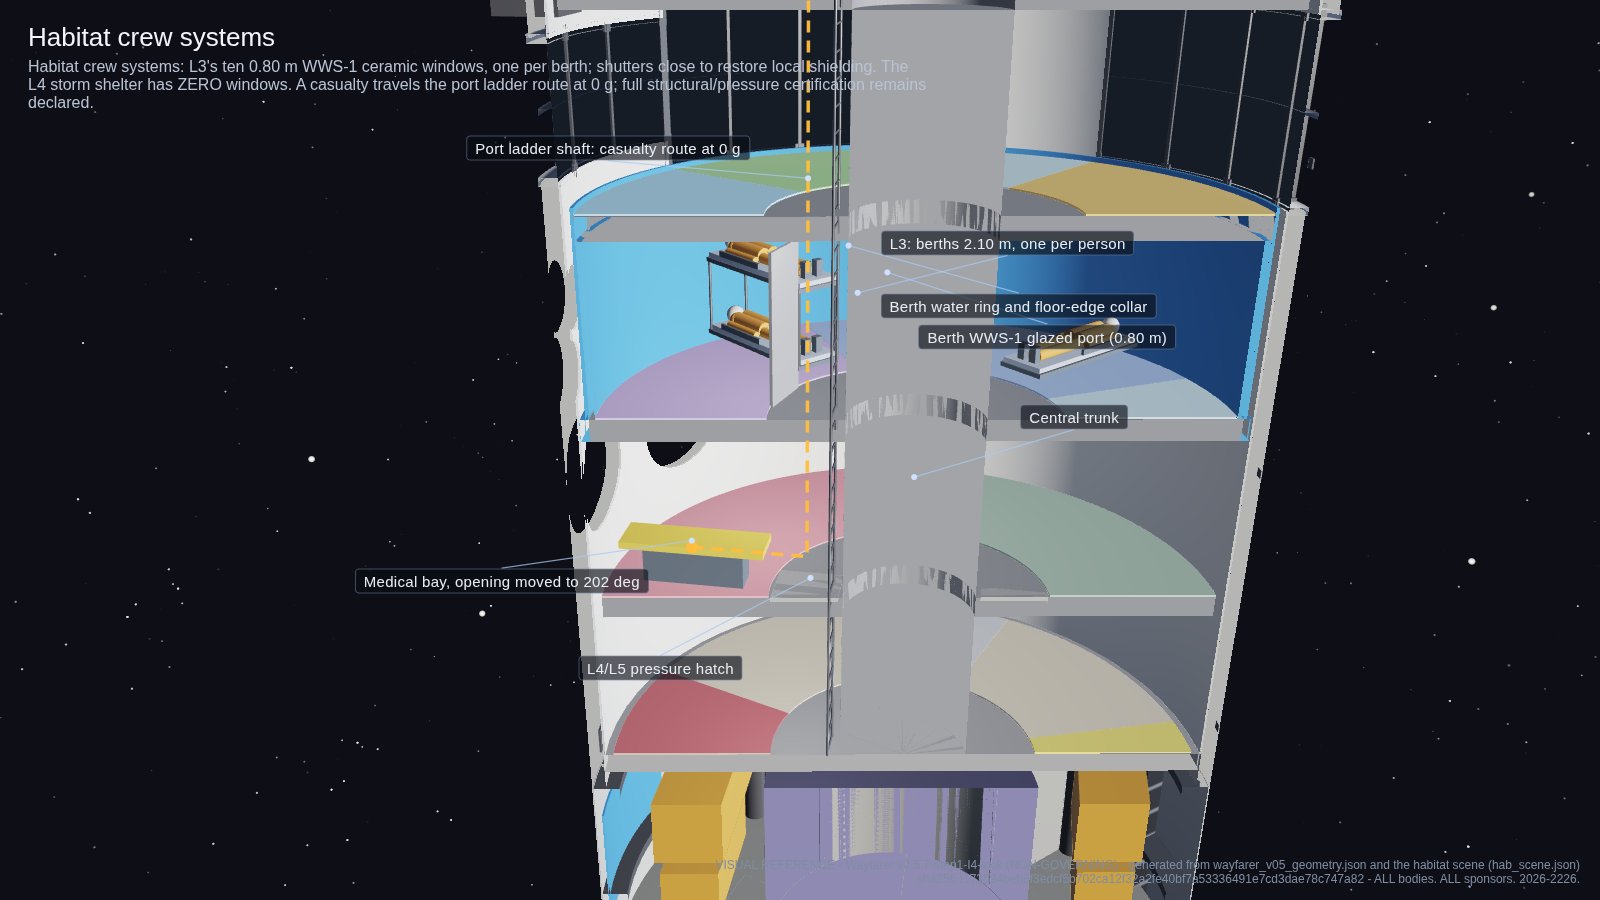 Habitat crew systems
Habitat crew systems: L3's ten 0.80 m WWS-1 ceramic windows, one per berth; shutters close to restore local shielding. The
L4 storm shelter has ZERO windows. A casualty travels the port ladder route at 0 g; full structural/pressure certification remains
declared.
Port ladder shaft: casualty route at 0 g
L3: berths 2.10 m, one per person
Berth water ring and floor-edge collar
Berth WWS-1 glazed port (0.80 m)
Central trunk
Medical bay, opening moved to 202 deg
L4/L5 pressure hatch
generated from wayfarer_v05_geometry.json and the habitat scene (hab_scene.json)
- ALL bodies. ALL sponsors. 2026-2226.